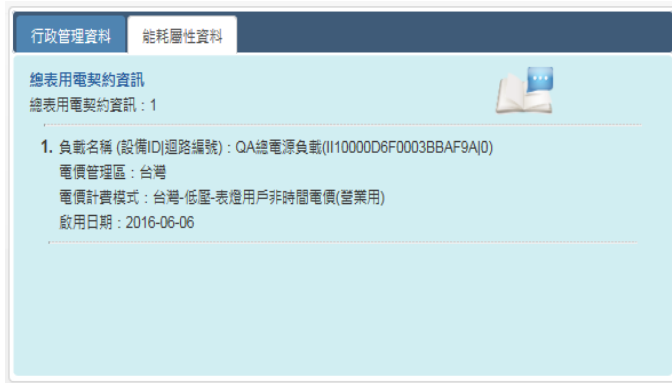 行政管理資料
能耗屬性資料
總表用電契約資訊
總表用電契約資訊：1
1. 負載名稱 (設備ID|迴路編號)：QA總電源負載(II10000D6F0003BBAF9A|0)
電價管理區：台灣
電價計費模式：台灣-低壓-表燈用戶非時間電價(營業用)
啟用日期：2016-06-06